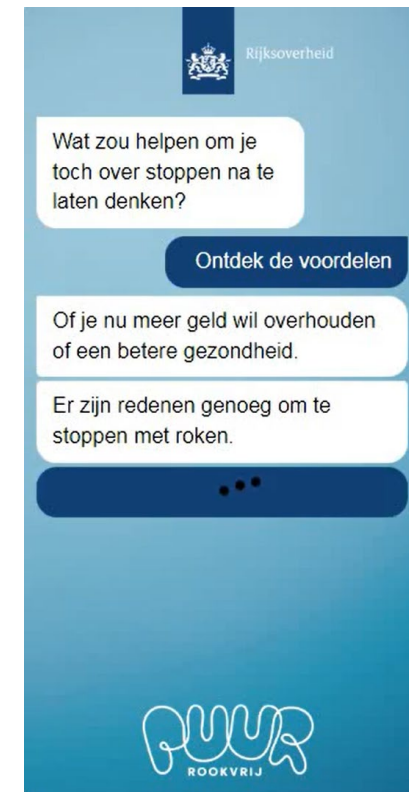 Rijksoverheid
Wat zou helpen om je
toch over stoppen na te
laten denken?
Ontdek de voordelen
Of je nu meer geld wil overhouden
of een betere gezondheid.
Er zijn redenen genoeg om te
stoppen met roken.
PUUR
ROOKVRIJ